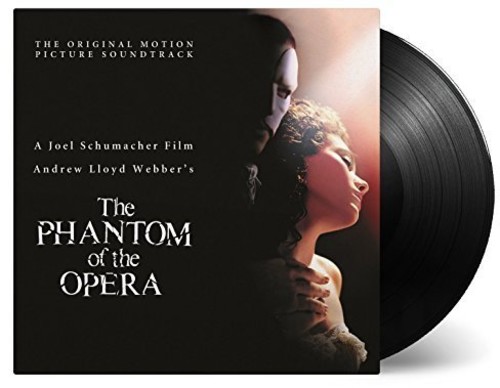 THE ORIGINAL MOTION
PICTURE SOUNDTRACK
A Joel Schumacher Film
Andrew Lloyd Webber's
The
PHANTOM
of the
OPERA